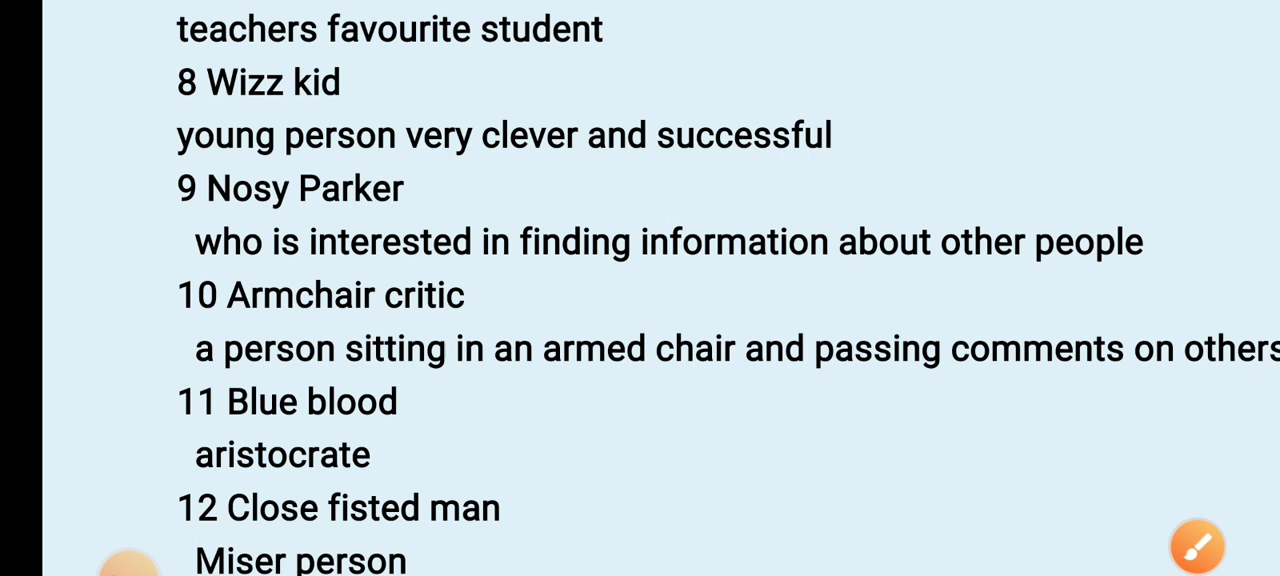 teachers favourite student
8 Wizz kid
young person very clever and successful
9 Nosy Parker
who is interested in finding information about other people
10 Armchair critic
a person sitting in an armed chair and passing comments on others
11 Blue blood
aristocrate
12 Close fisted man
Miser person